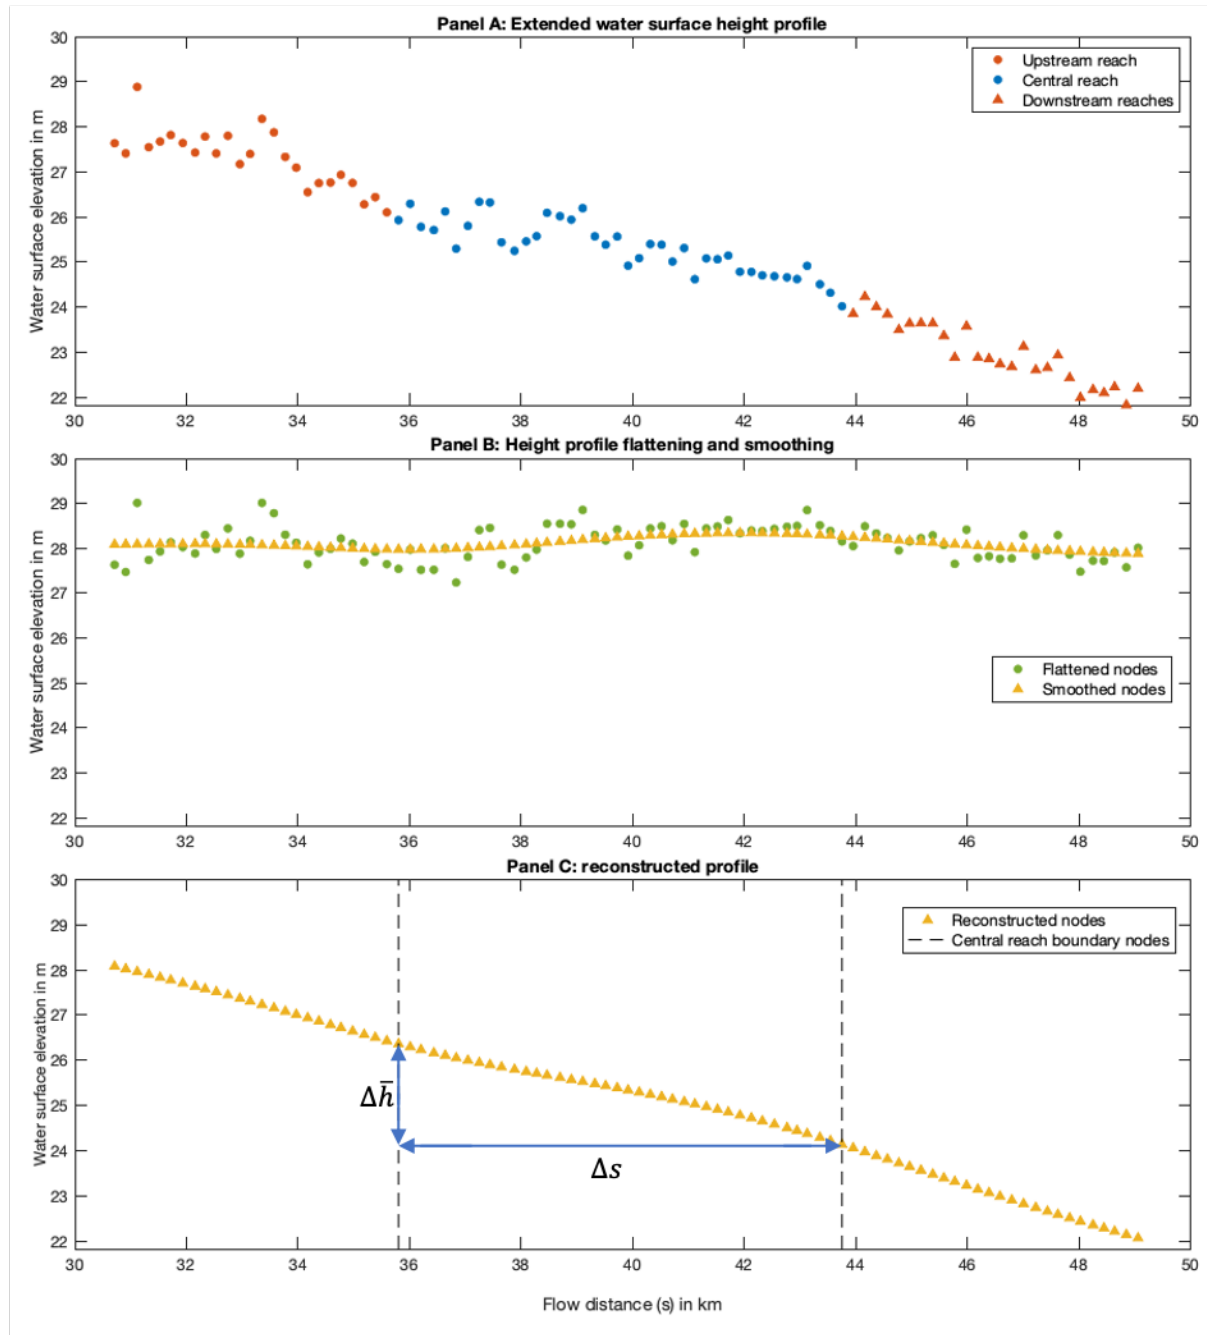 Panel A: Extended water surface height profile
30
29
28
27
26
25
24
23
22
Water surface elevation in m
Upstream reach
Central reach
Downstream reaches
30 32 34 36 38 40 42 44 46 48 50
Panel B: Height profile flattening and smoothing
30
29
28
27
26
25
24
23
22
Water surface elevation in m
Flattened nodes
Smoothed nodes
30 32 34 36 38 40 42 44 46 48 50
Panel C: reconstructed profile
30
29
28
27
26
25
24
23
22
Water surface elevation in m
Reconstructed nodes
Central reach boundary nodes
Δh̄
Δs
30 32 34 36 38 40 42 44 46 48 50
Flow distance (s) in km